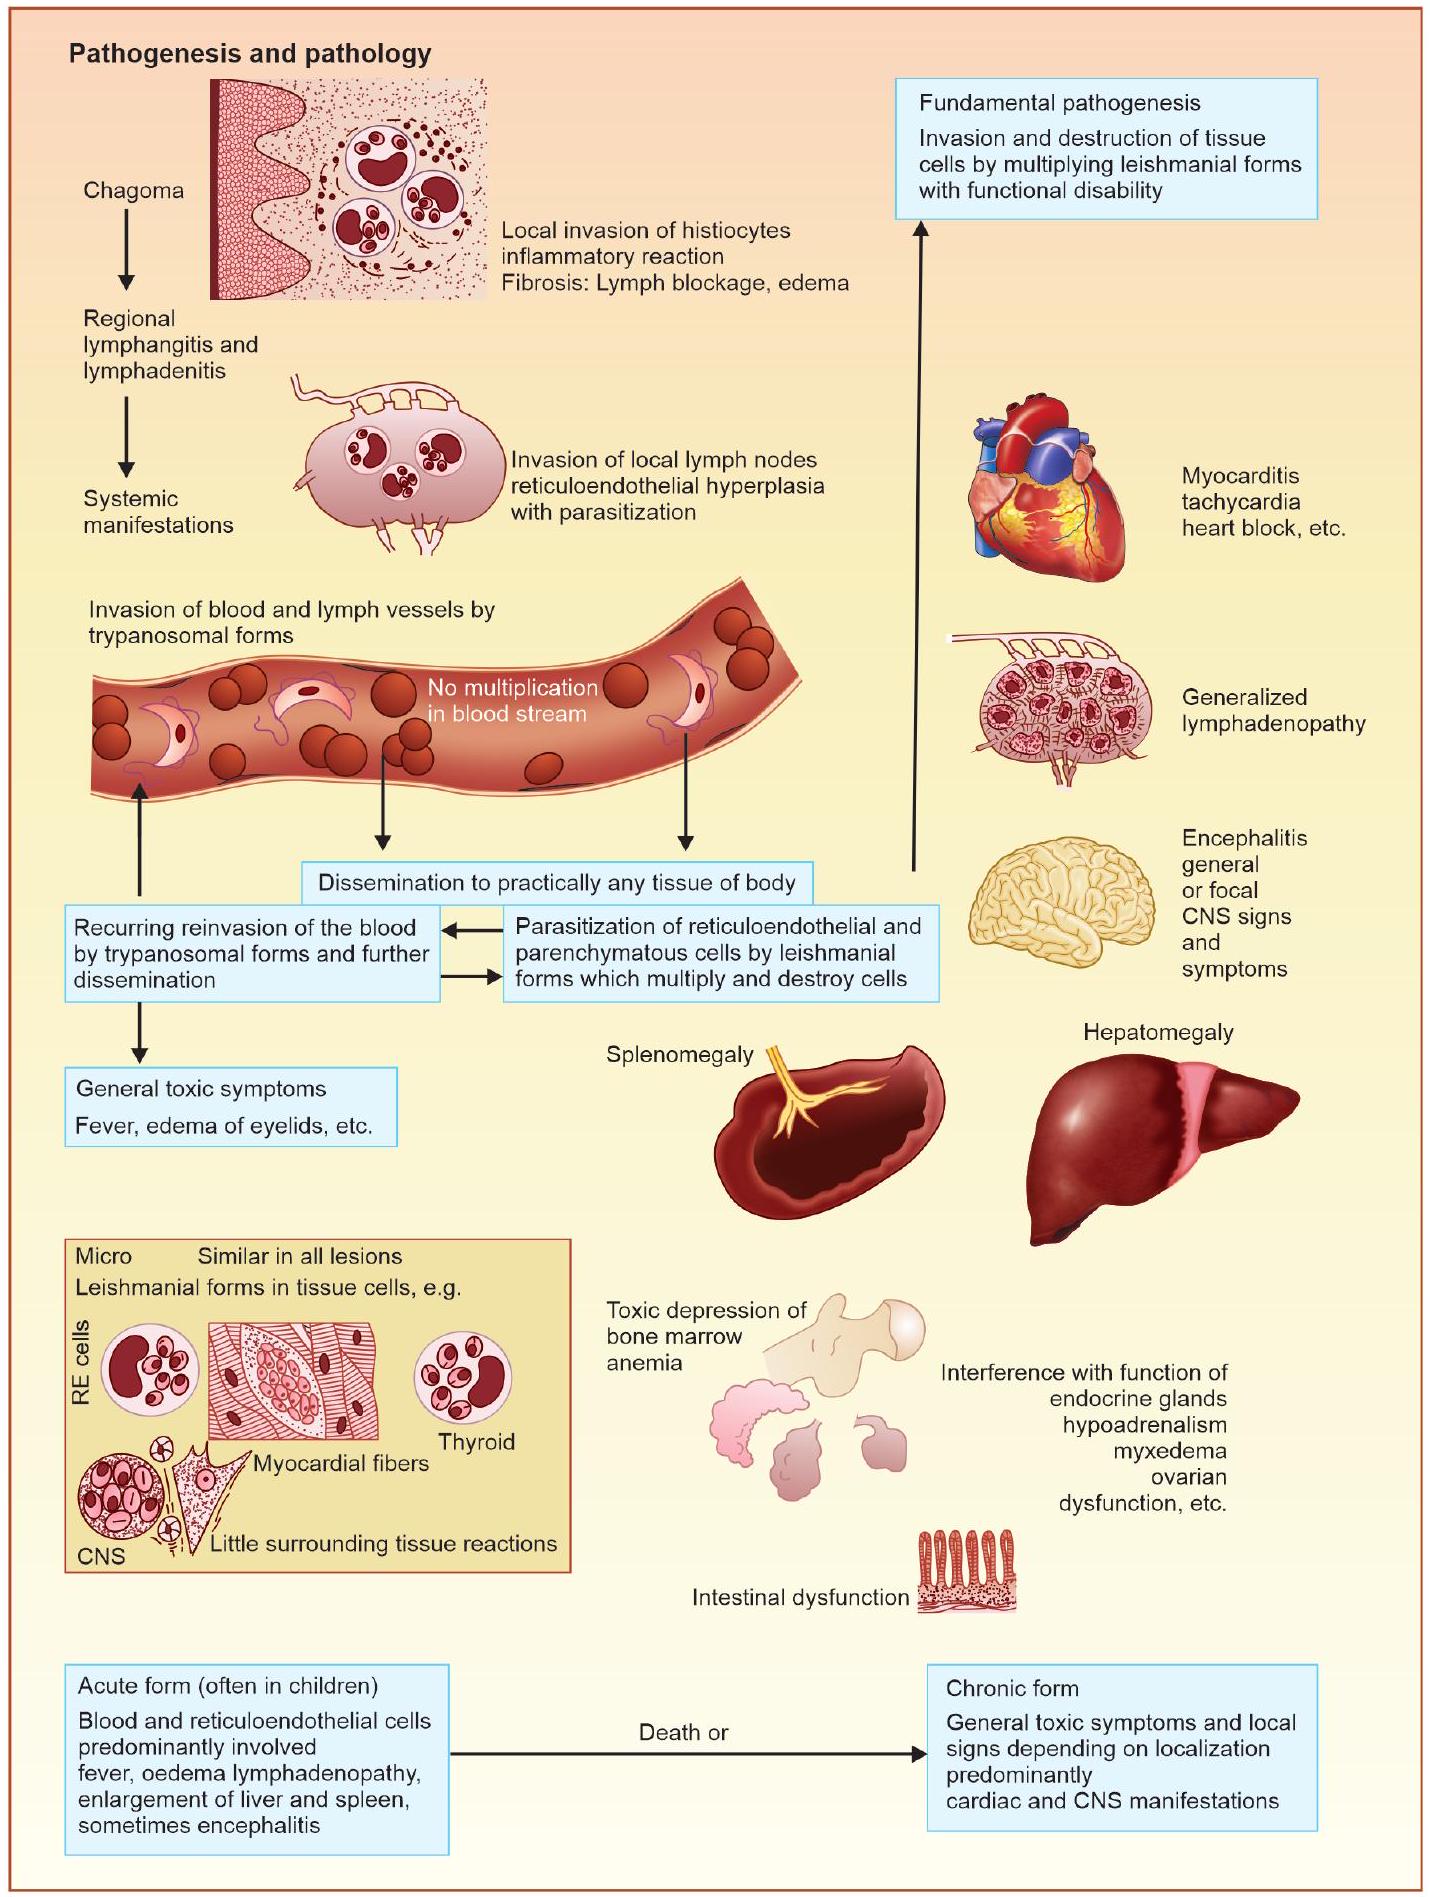 Pathogenesis and pathology
Chagoma
Local invasion of histiocytes
inflammatory reaction
Fibrosis: Lymph blockage, edema
Fundamental pathogenesis
Invasion and destruction of tissue
cells by multiplying leishmanial forms
with functional disability
Regional
lymphangitis and
lymphadenitis
Invasion of local lymph nodes
reticuloendothelial hyperplasia
with parasitization
Systemic
manifestations
Myocarditis
tachycardia
heart block, etc.
Invasion of blood and lymph vessels by
trypanosomal forms
No multiplication
in blood stream
Generalized
lymphadenopathy
Dissemination to practically any tissue of body
Recurring reinvasion of the blood
by trypanosomal forms and further
dissemination
Parasitization of reticuloendothelial and
parenchymatous cells by leishmanial
forms which multiply and destroy cells
Encephalitis
general
or focal
CNS signs
and
symptoms
General toxic symptoms
Fever, edema of eyelids, etc.
Splenomegaly
Hepatomegaly
Micro Similar in all lesions
Leishmanial forms in tissue cells, e.g.
RE cells
Thyroid
Myocardial fibers
CNS
Little surrounding tissue reactions
Toxic depression of
bone marrow
anemia
Interference with function of
endocrine glands
hypoadrenalism
myxedema
ovarian
dysfunction, etc.
Intestinal dysfunction
Acute form (often in children)
Blood and reticuloendothelial cells
predominantly involved
fever, oedema lymphadenopathy,
enlargement of liver and spleen,
sometimes encephalitis
Death or
Chronic form
General toxic symptoms and local
signs depending on localization
predominantly
cardiac and CNS manifestations